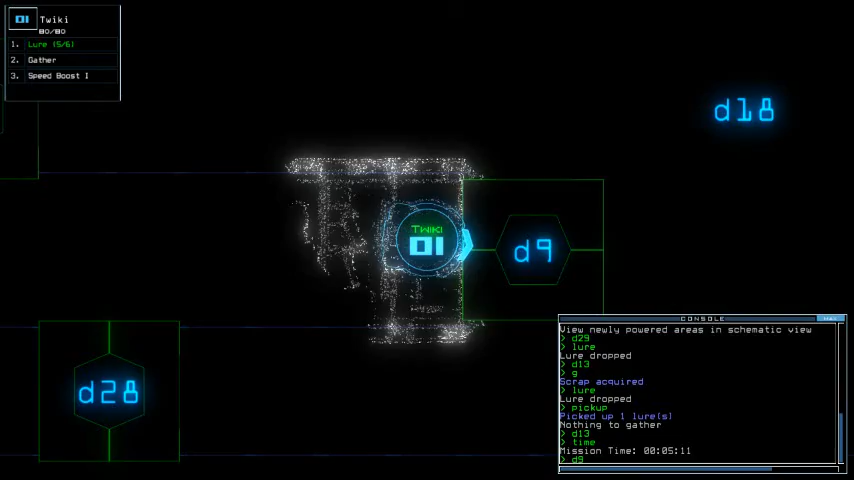 01 Twiki
80/80
1. Lure (5/6)
2. Gather
3. Speed Boost I
d18
Twiki
01
d9
d28
CONSOLE
View newly powered areas in schematic view
> d29
> lure
Lure dropped
> d13
> g
Scrap acquired
> lure
Lure dropped
> pickup
Picked up 1 lure(s)
Nothing to gather
> d13
> time
Mission Time: 00:05:11
> d9